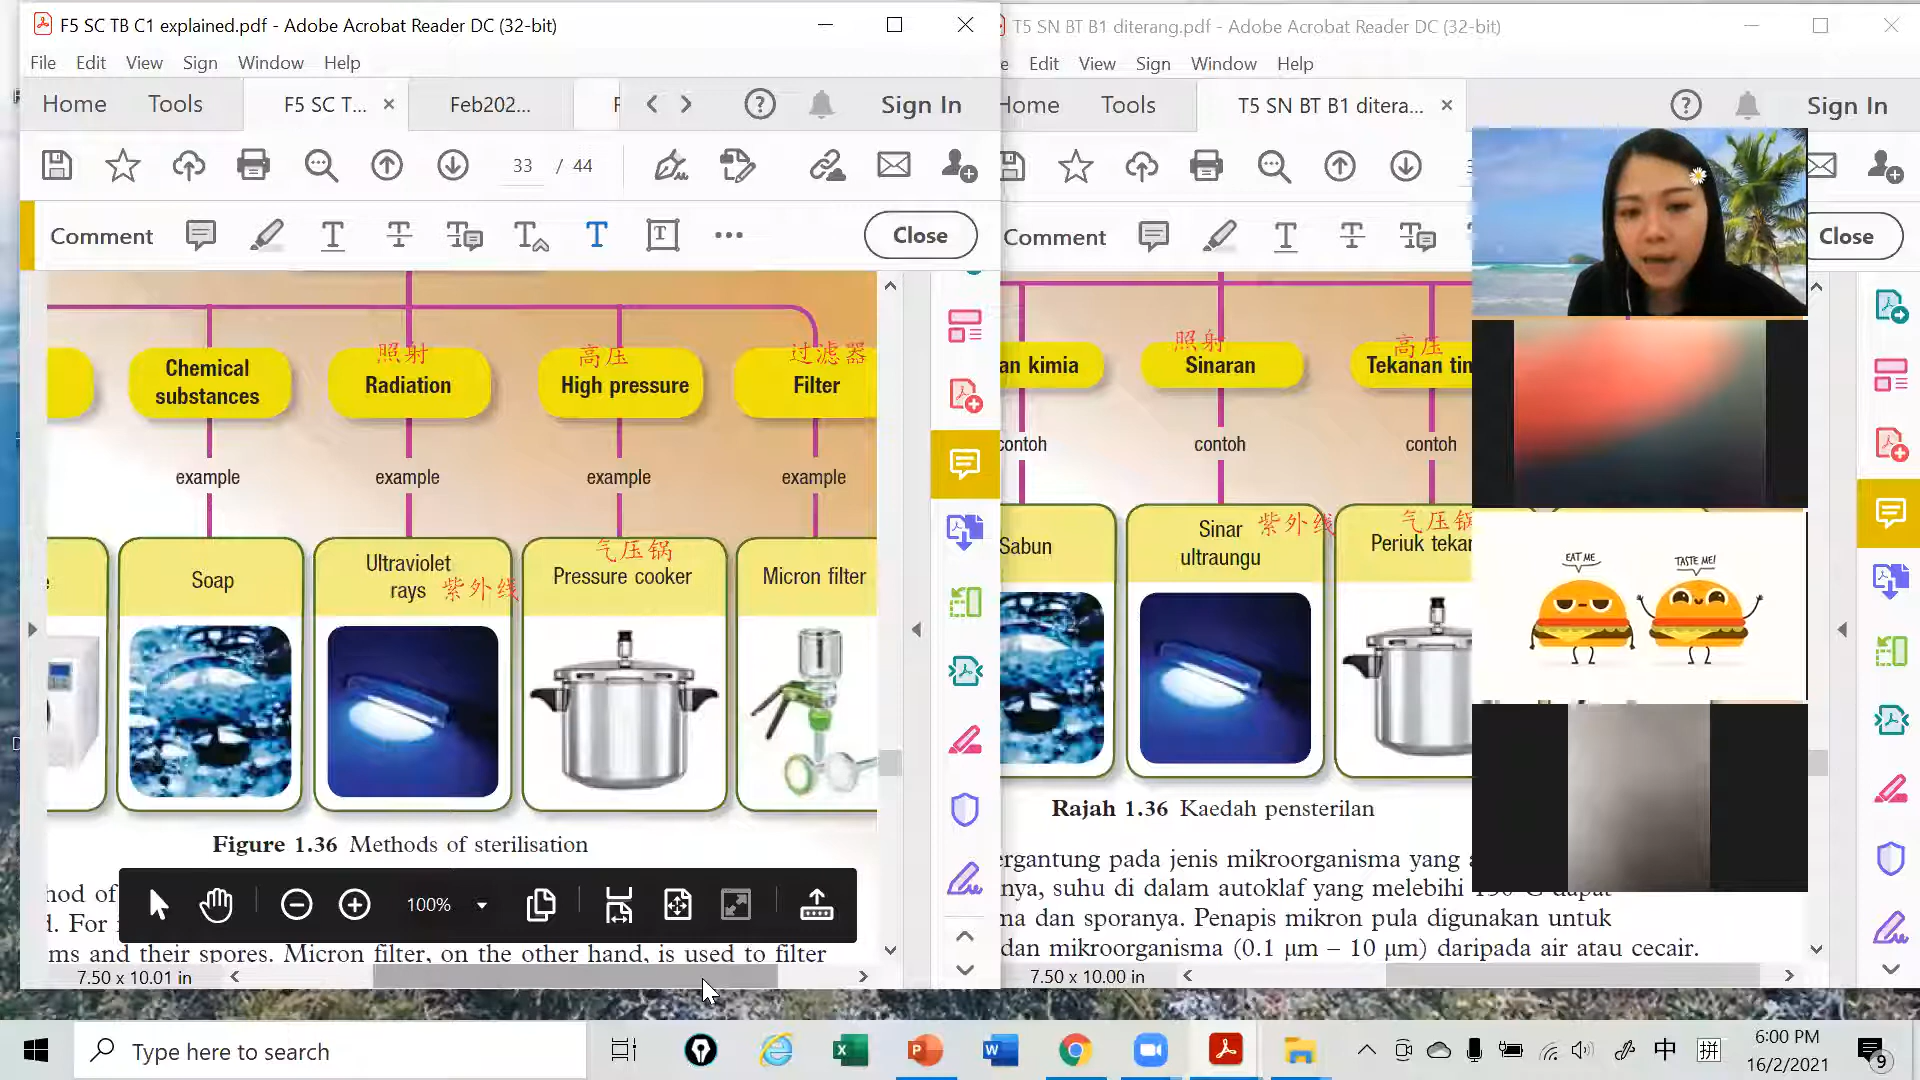 F5 SC TB C1 explained.pdf - Adobe Acrobat Reader DC (32-bit)
File Edit View Sign Window Help
Home Tools F5 SC T... × Feb202... Sign In
33 / 44
Comment Close
照射 高压 过滤器
Chemical substances Radiation High pressure Filter
example example example example
气压锅
Soap Ultraviolet rays 紫外线 Pressure cooker Micron filter
Figure 1.36 Methods of sterilisation
hod of
d. For
100%
ms and their spores. Micron filter, on the other hand, is used to filter
7.50 x 10.01 in
T5 SN BT B1 diterang.pdf - Adobe Acrobat Reader DC (32-bit)
Edit View Sign Window Help
Home Tools T5 SN BT B1 ditera... × Sign In
Comment Close
照射 高压
an kimia Sinaran Tekanan tin
contoh contoh contoh
Sabun Sinar ultraungu 紫外线 气压锅 Periuk tekan
Rajah 1.36 Kaedah pensterilan
ergantung pada jenis mikroorganisma yang
nya, suhu di dalam autoklaf yang melebihi
ma dan sporanya. Penapis mikron pula digunakan untuk
dan mikroorganisma (0.1 µm – 10 µm) daripada air atau cecair.
7.50 x 10.00 in
EAT ME
TASTE ME!
Type here to search
中 拼
6:00 PM
16/2/2021
9